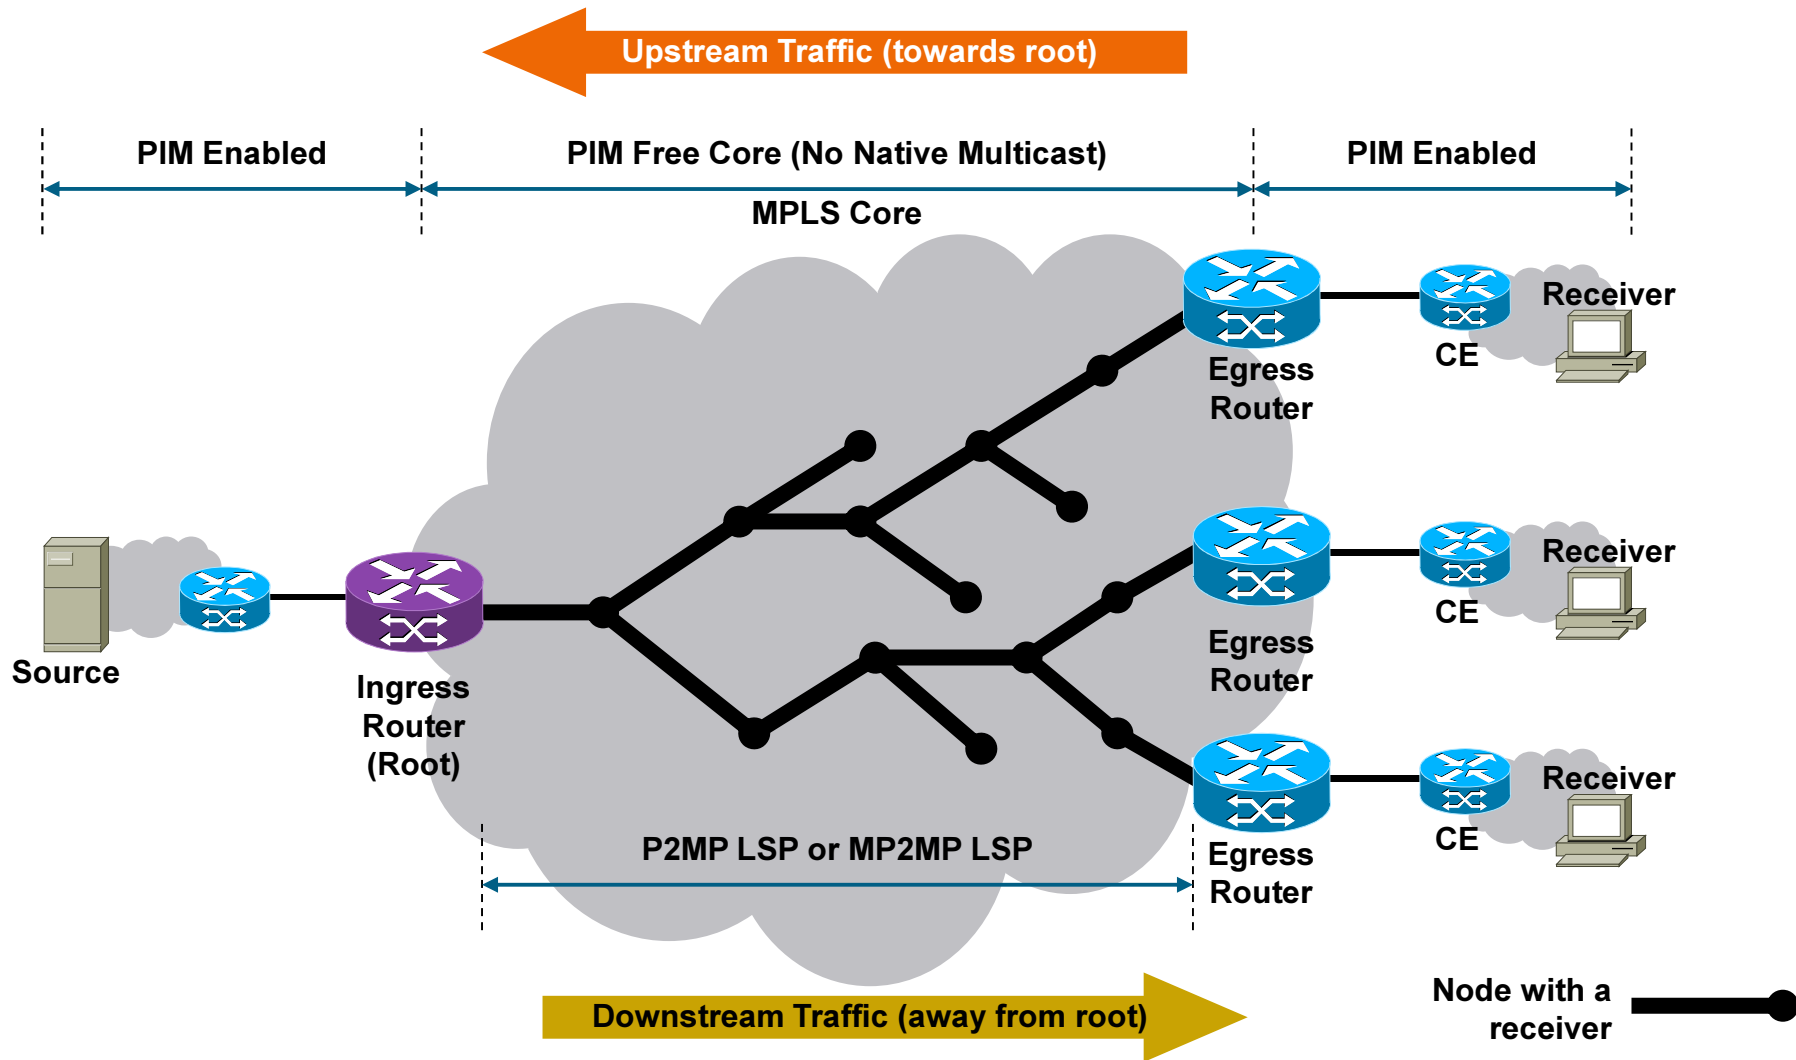 Upstream Traffic (towards root)
PIM Enabled
PIM Free Core (No Native Multicast)
PIM Enabled
MPLS Core
Receiver
CE
Egress
Router
Receiver
CE
Egress
Router
Source
Ingress
Router
(Root)
Receiver
CE
Egress
Router
P2MP LSP or MP2MP LSP
Downstream Traffic (away from root)
Node with a
receiver